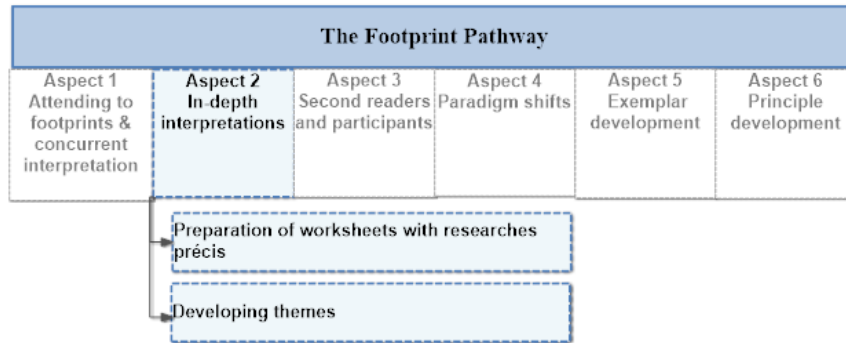 The Footprint Pathway
Aspect 1
Attending to
footprints &
concurrent
interpretation
Aspect 2
In-depth
interpretations
Aspect 3
Second readers
and participants
Aspect 4
Paradigm shifts
Aspect 5
Exemplar
development
Aspect 6
Principle
development
Preparation of worksheets with researches
précis
Developing themes